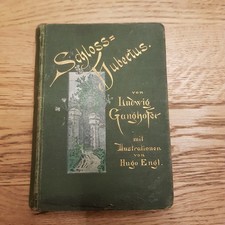 Schloss=
Hubertus.
von
Ludwig
Ganghofer
mit
Illustrationen
von
Hugo Engl.